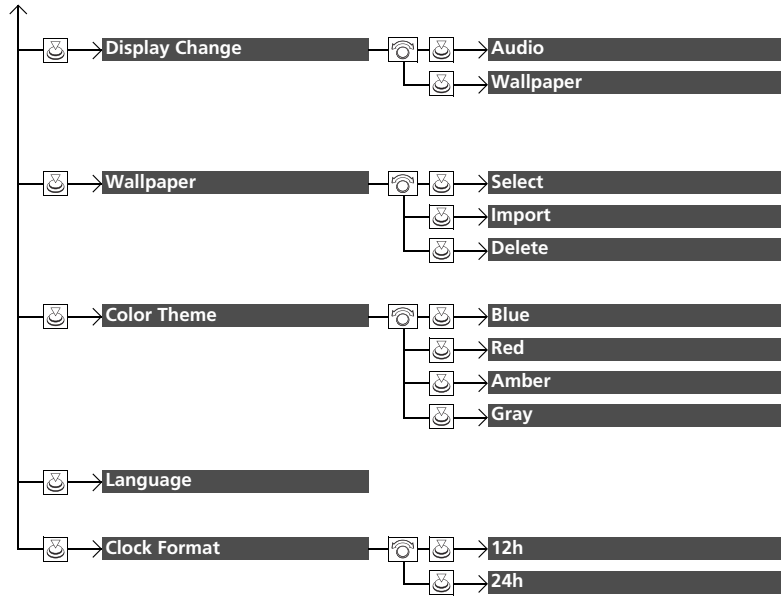 Display Change
Audio
Wallpaper
Wallpaper
Select
Import
Delete
Color Theme
Blue
Red
Amber
Gray
Language
Clock Format
12h
24h